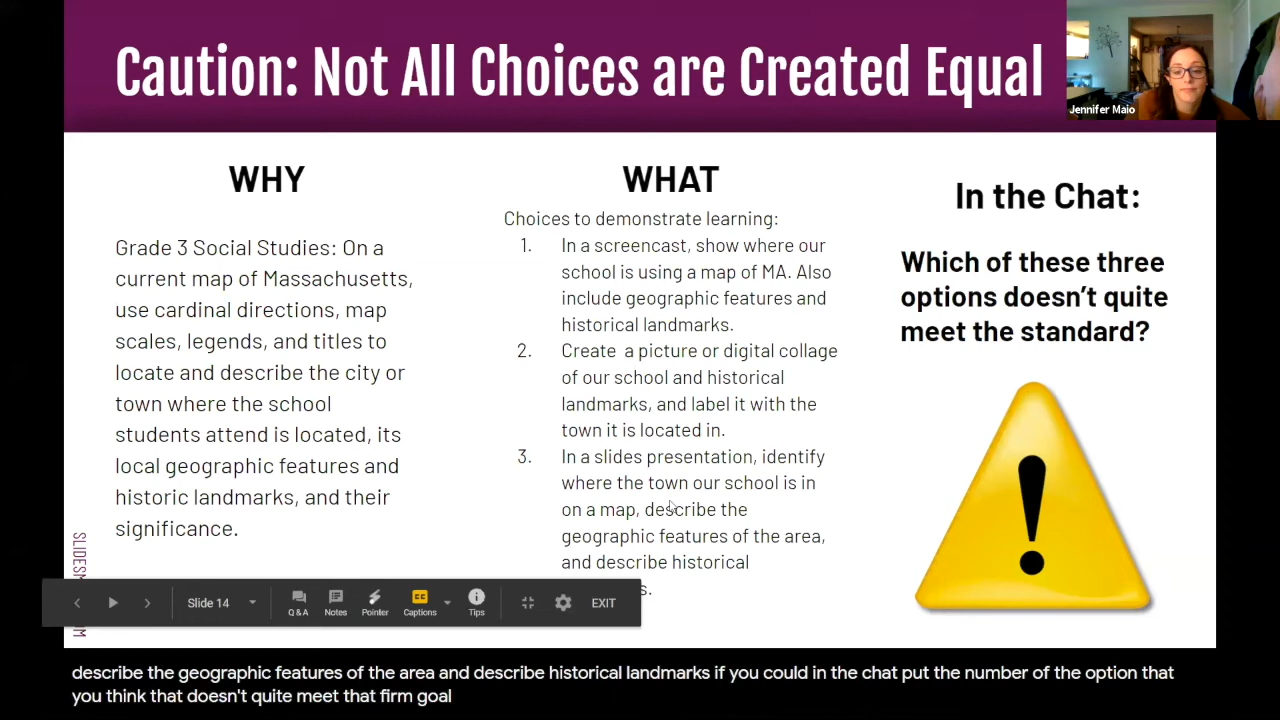 Caution: Not All Choices are Created Equal
Jennifer Maio
WHY
Grade 3 Social Studies: On a
current map of Massachusetts,
use cardinal directions, map
scales, legends, and titles to
locate and describe the city or
town where the school
students attend is located, its
local geographic features and
historic landmarks, and their
significance.
WHAT
Choices to demonstrate learning:
1. In a screencast, show where our
school is using a map of MA. Also
include geographic features and
historical landmarks.
2. Create a picture or digital collage
of our school and historical
landmarks, and label it with the
town it is located in.
3. In a slides presentation, identify
where the town our school is in
on a map, describe the
geographic features of the area,
and describe historical
In the Chat:
Which of these three
options doesn't quite
meet the standard?
Slide 14
Q & A
Notes
Pointer
Captions
Tips
EXIT
describe the geographic features of the area and describe historical landmarks if you could in the chat put the number of the option that
you think that doesn't quite meet that firm goal